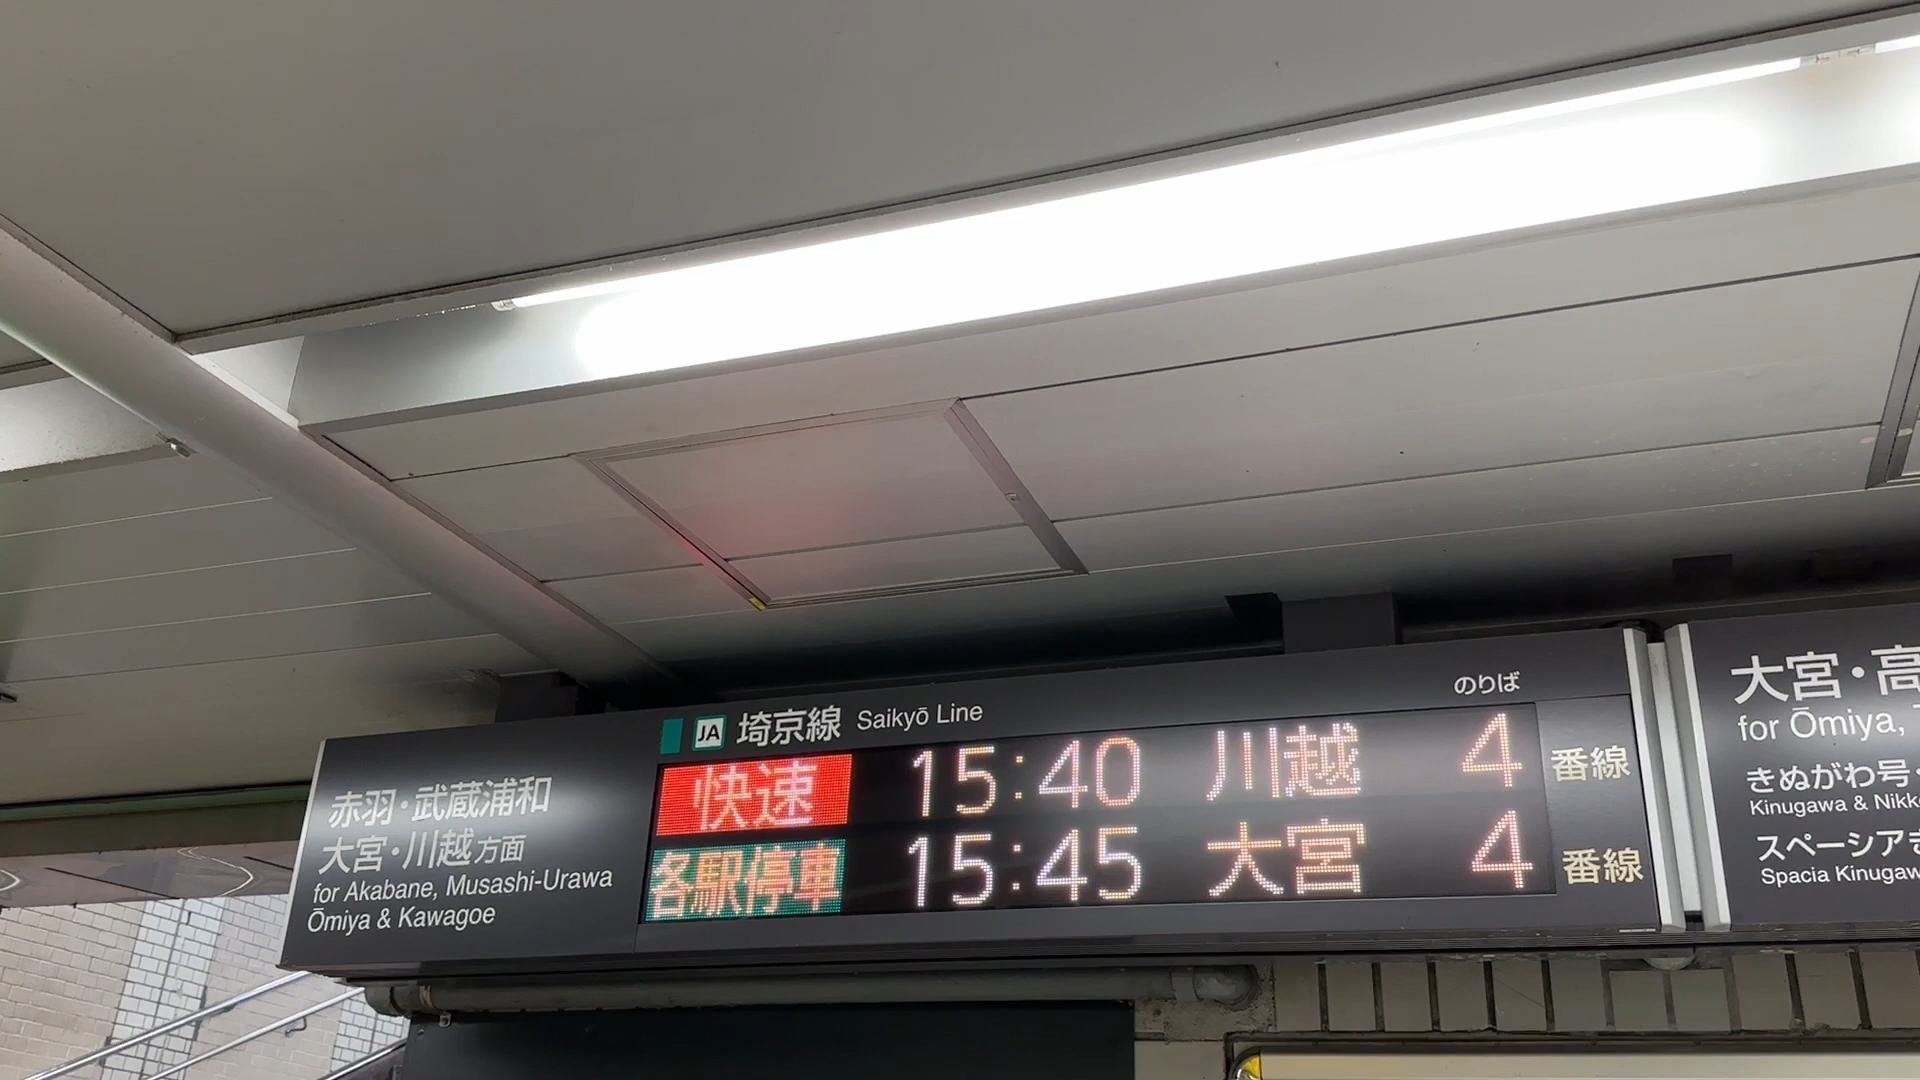 赤羽・武蔵浦和
大宮・川越方面
for Akabane, Musashi-Urawa
Ōmiya & Kawagoe
JA 埼京線 Saikyō Line
のりば
快速 15:40 川越 4 番線
各駅停車 15:45 大宮 4 番線
大宮・高
for Ōmiya,
きぬがわ号・
Kinugawa & Nikk
スペーシアき
Spacia Kinugaw